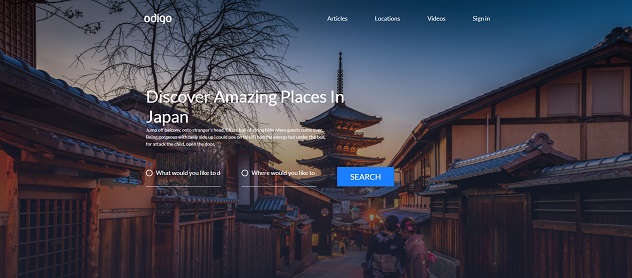 odigo
Articles Locations Videos Sign in
Discover Amazing Places In
Japan
Jump off balcony, onto stranger's head. Chase ball of string hide when guests come over.
Being gorgeous with belly side up i could pee on this if i had the energy but under the bed,
for attack the child, open the door,
What would you like to d
Where would you like to
SEARCH